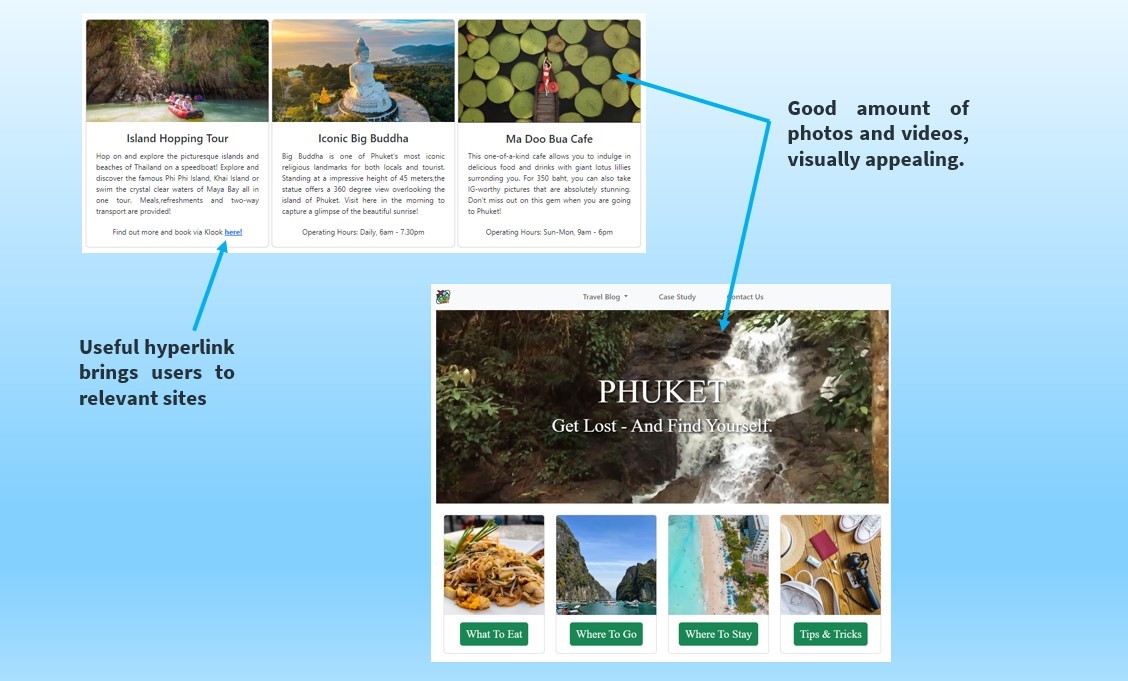 Island Hopping Tour
Hop on and explore the picturesque islands and
beaches of Thailand on a speedboat! Explore and
discover the famous Phi Phi Island, Khai Island or
swim the crystal clear waters of Maya Bay all in
one tour. Meals,refreshments and two-way
transport are provided!
Find out more and book via Klook here!
Iconic Big Buddha
Big Buddha is one of Phuket's most iconic
religious landmarks for both locals and tourist.
Standing at a impressive height of 45 meters,the
statue offers a 360 degree view overlooking the
island of Phuket. Visit here in the morning to
capture a glimpse of the beautiful sunrise!
Operating Hours: Daily, 6am - 7.30pm
Ma Doo Bua Cafe
This one-of-a-kind cafe allows you to indulge in
delicious food and drinks with giant lotus lillies
surronding you. For 350 baht, you can also take
IG-worthy pictures that are absolutely stunning.
Don't miss out on this gem when you are going
to Phuket!
Operating Hours: Sun-Mon, 9am - 6pm
Good amount of
photos and videos,
visually appealing.
Useful hyperlink
brings users to
relevant sites
Travel Blog Case Study Contact Us
PHUKET
Get Lost - And Find Yourself.
What To Eat
Where To Go
Where To Stay
Tips & Tricks